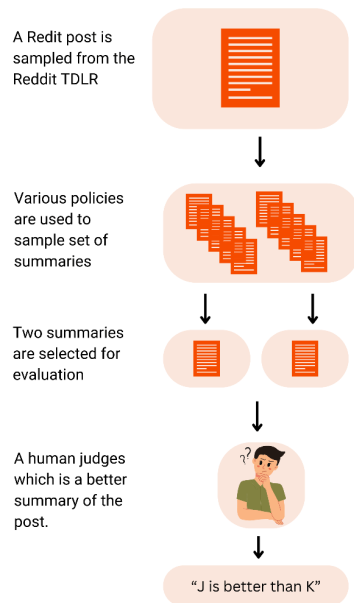 A Redit post is
sampled from the
Reddit TDLR
Various policies
are used to
sample set of
summaries
Two summaries
are selected for
evaluation
A human judges
which is a better
summary of the
post.
??
“J is better than K”